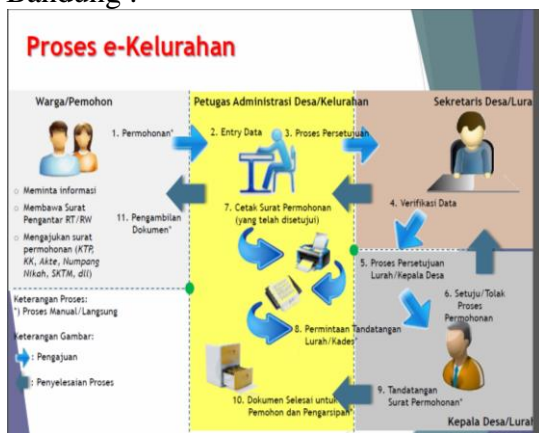 Bandung :
Proses e-Kelurahan
Warga/Pemohon
1. Permohonan*
○ Meminta informasi
○ Membawa Surat
Pengantar RT/RW
○ Mengajukan surat
permohonan (KTP,
KK, Akte, Numpang
Nikah, SKTM, dll)
11. Pengambilan
Dokumen*
Keterangan Proses:
*) Proses Manual/Langsung
Keterangan Gambar:
: Pengajuan
: Penyelesaian Proses
Petugas Administrasi Desa/Kelurahan
2. Entry Data
3. Proses Persetujuan
7. Cetak Surat Permohonan
(yang telah disetujui)
8. Permintaan Tandatangan
Lurah/Kades*
10. Dokumen Selesai untuk
Pemohon dan Pengarsipan*
Sekretaris Desa/Lura
4. Verifikasi Data
5. Proses Persetujuan
Lurah/Kepala Desa
6. Setuju/Tolak
Proses
Permohonan
9. Tandatangan
Surat Permohonan*
Kepala Desa/Lurah